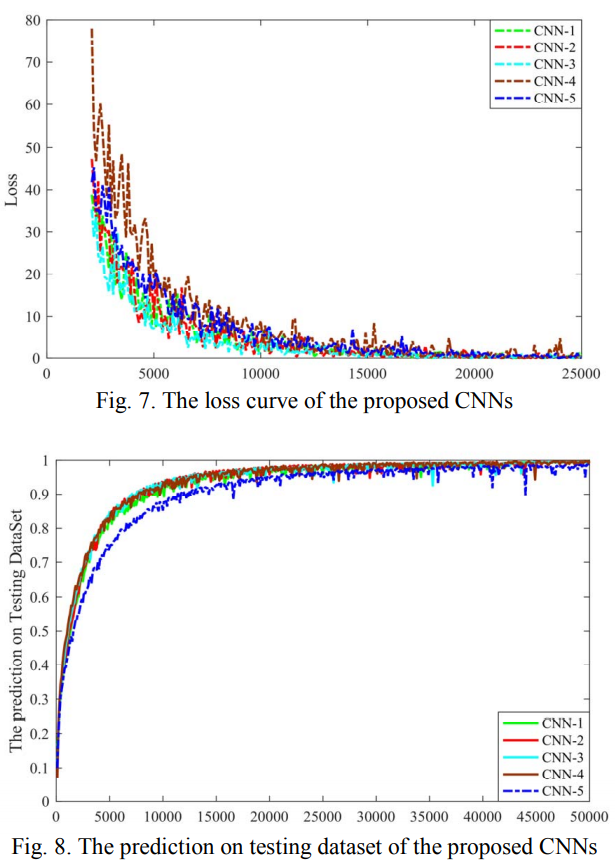 80
70
60
50
40
30
20
10
0
Loss
0 5000 10000 15000 20000 25000
CNN-1
CNN-2
CNN-3
CNN-4
CNN-5
Fig. 7. The loss curve of the proposed CNNs
1
0.9
0.8
0.7
0.6
0.5
0.4
0.3
0.2
0.1
0
The prediction on Testing DataSet
CNN-1
CNN-2
CNN-3
CNN-4
CNN-5
0 5000 10000 15000 20000 25000 30000 35000 40000 45000 50000
Fig. 8. The prediction on testing dataset of the proposed CNNs